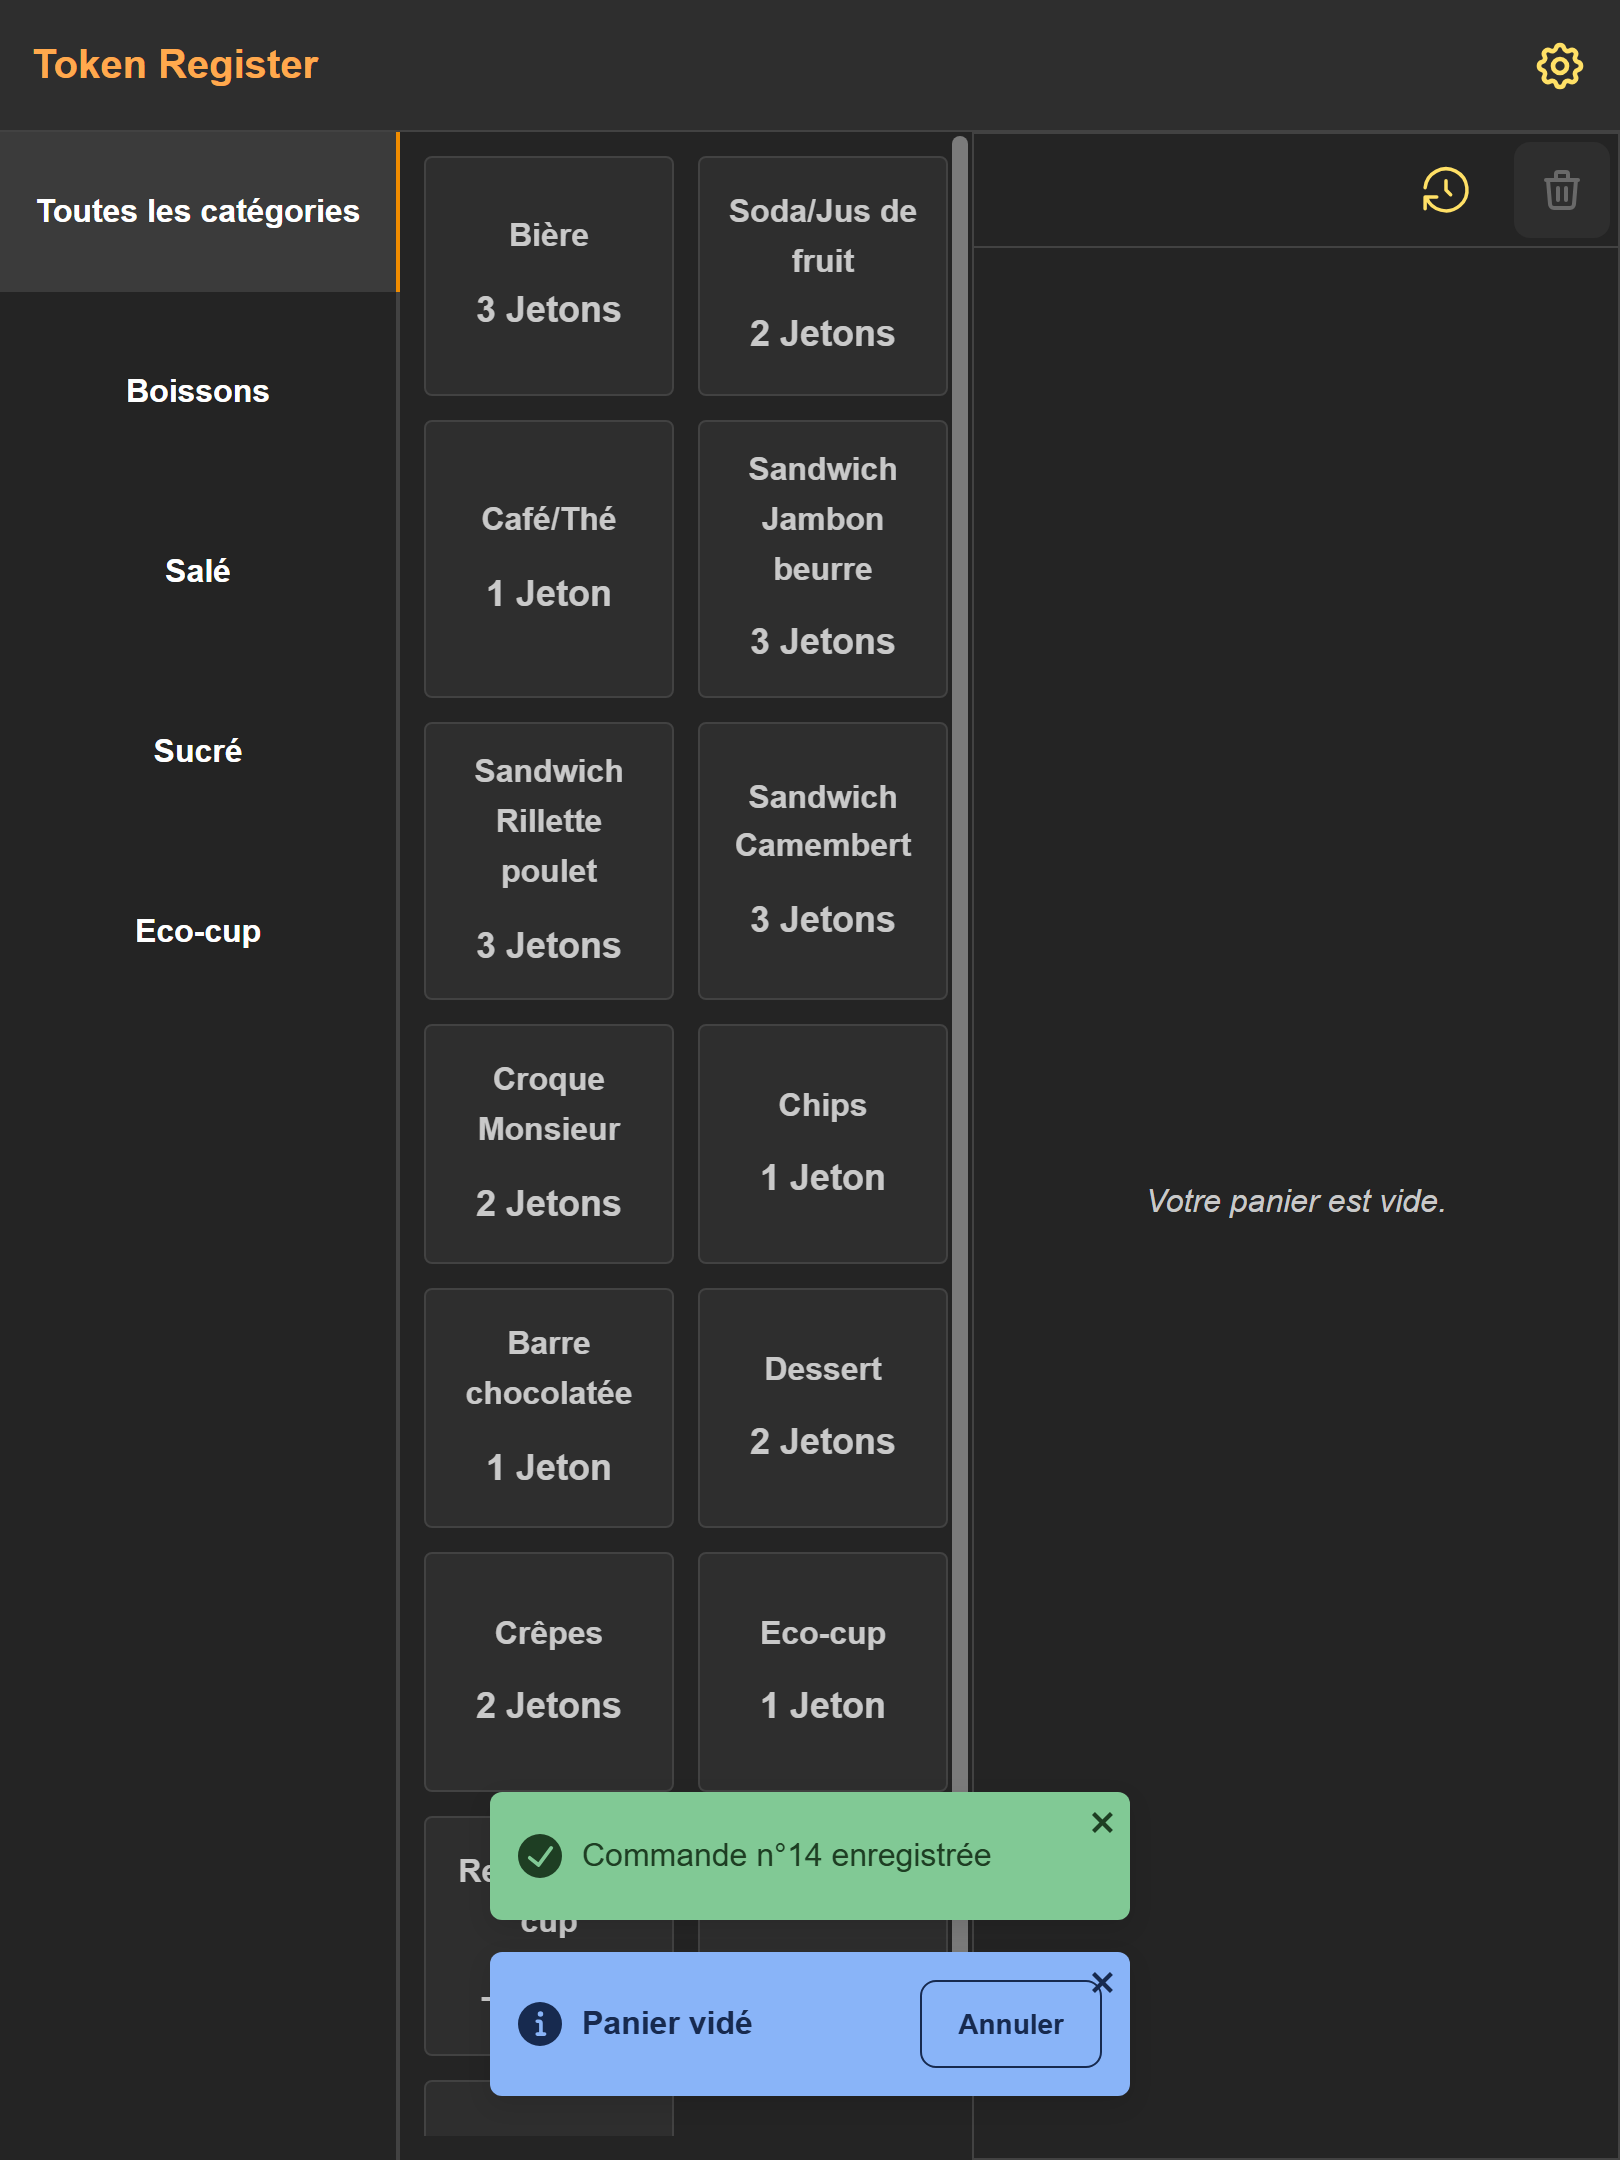 Token Register
Toutes les catégories
Boissons
Salé
Sucré
Eco-cup
Bière
3 Jetons
Soda/Jus de
fruit
2 Jetons
Café/Thé
1 Jeton
Sandwich
Jambon
beurre
3 Jetons
Sandwich
Rillette
poulet
3 Jetons
Sandwich
Camembert
3 Jetons
Croque
Monsieur
2 Jetons
Chips
1 Jeton
Barre
chocolatée
1 Jeton
Dessert
2 Jetons
Crêpes
2 Jetons
Eco-cup
1 Jeton
cup
Votre panier est vide.
Commande n°14 enregistrée
Panier vidé
Annuler